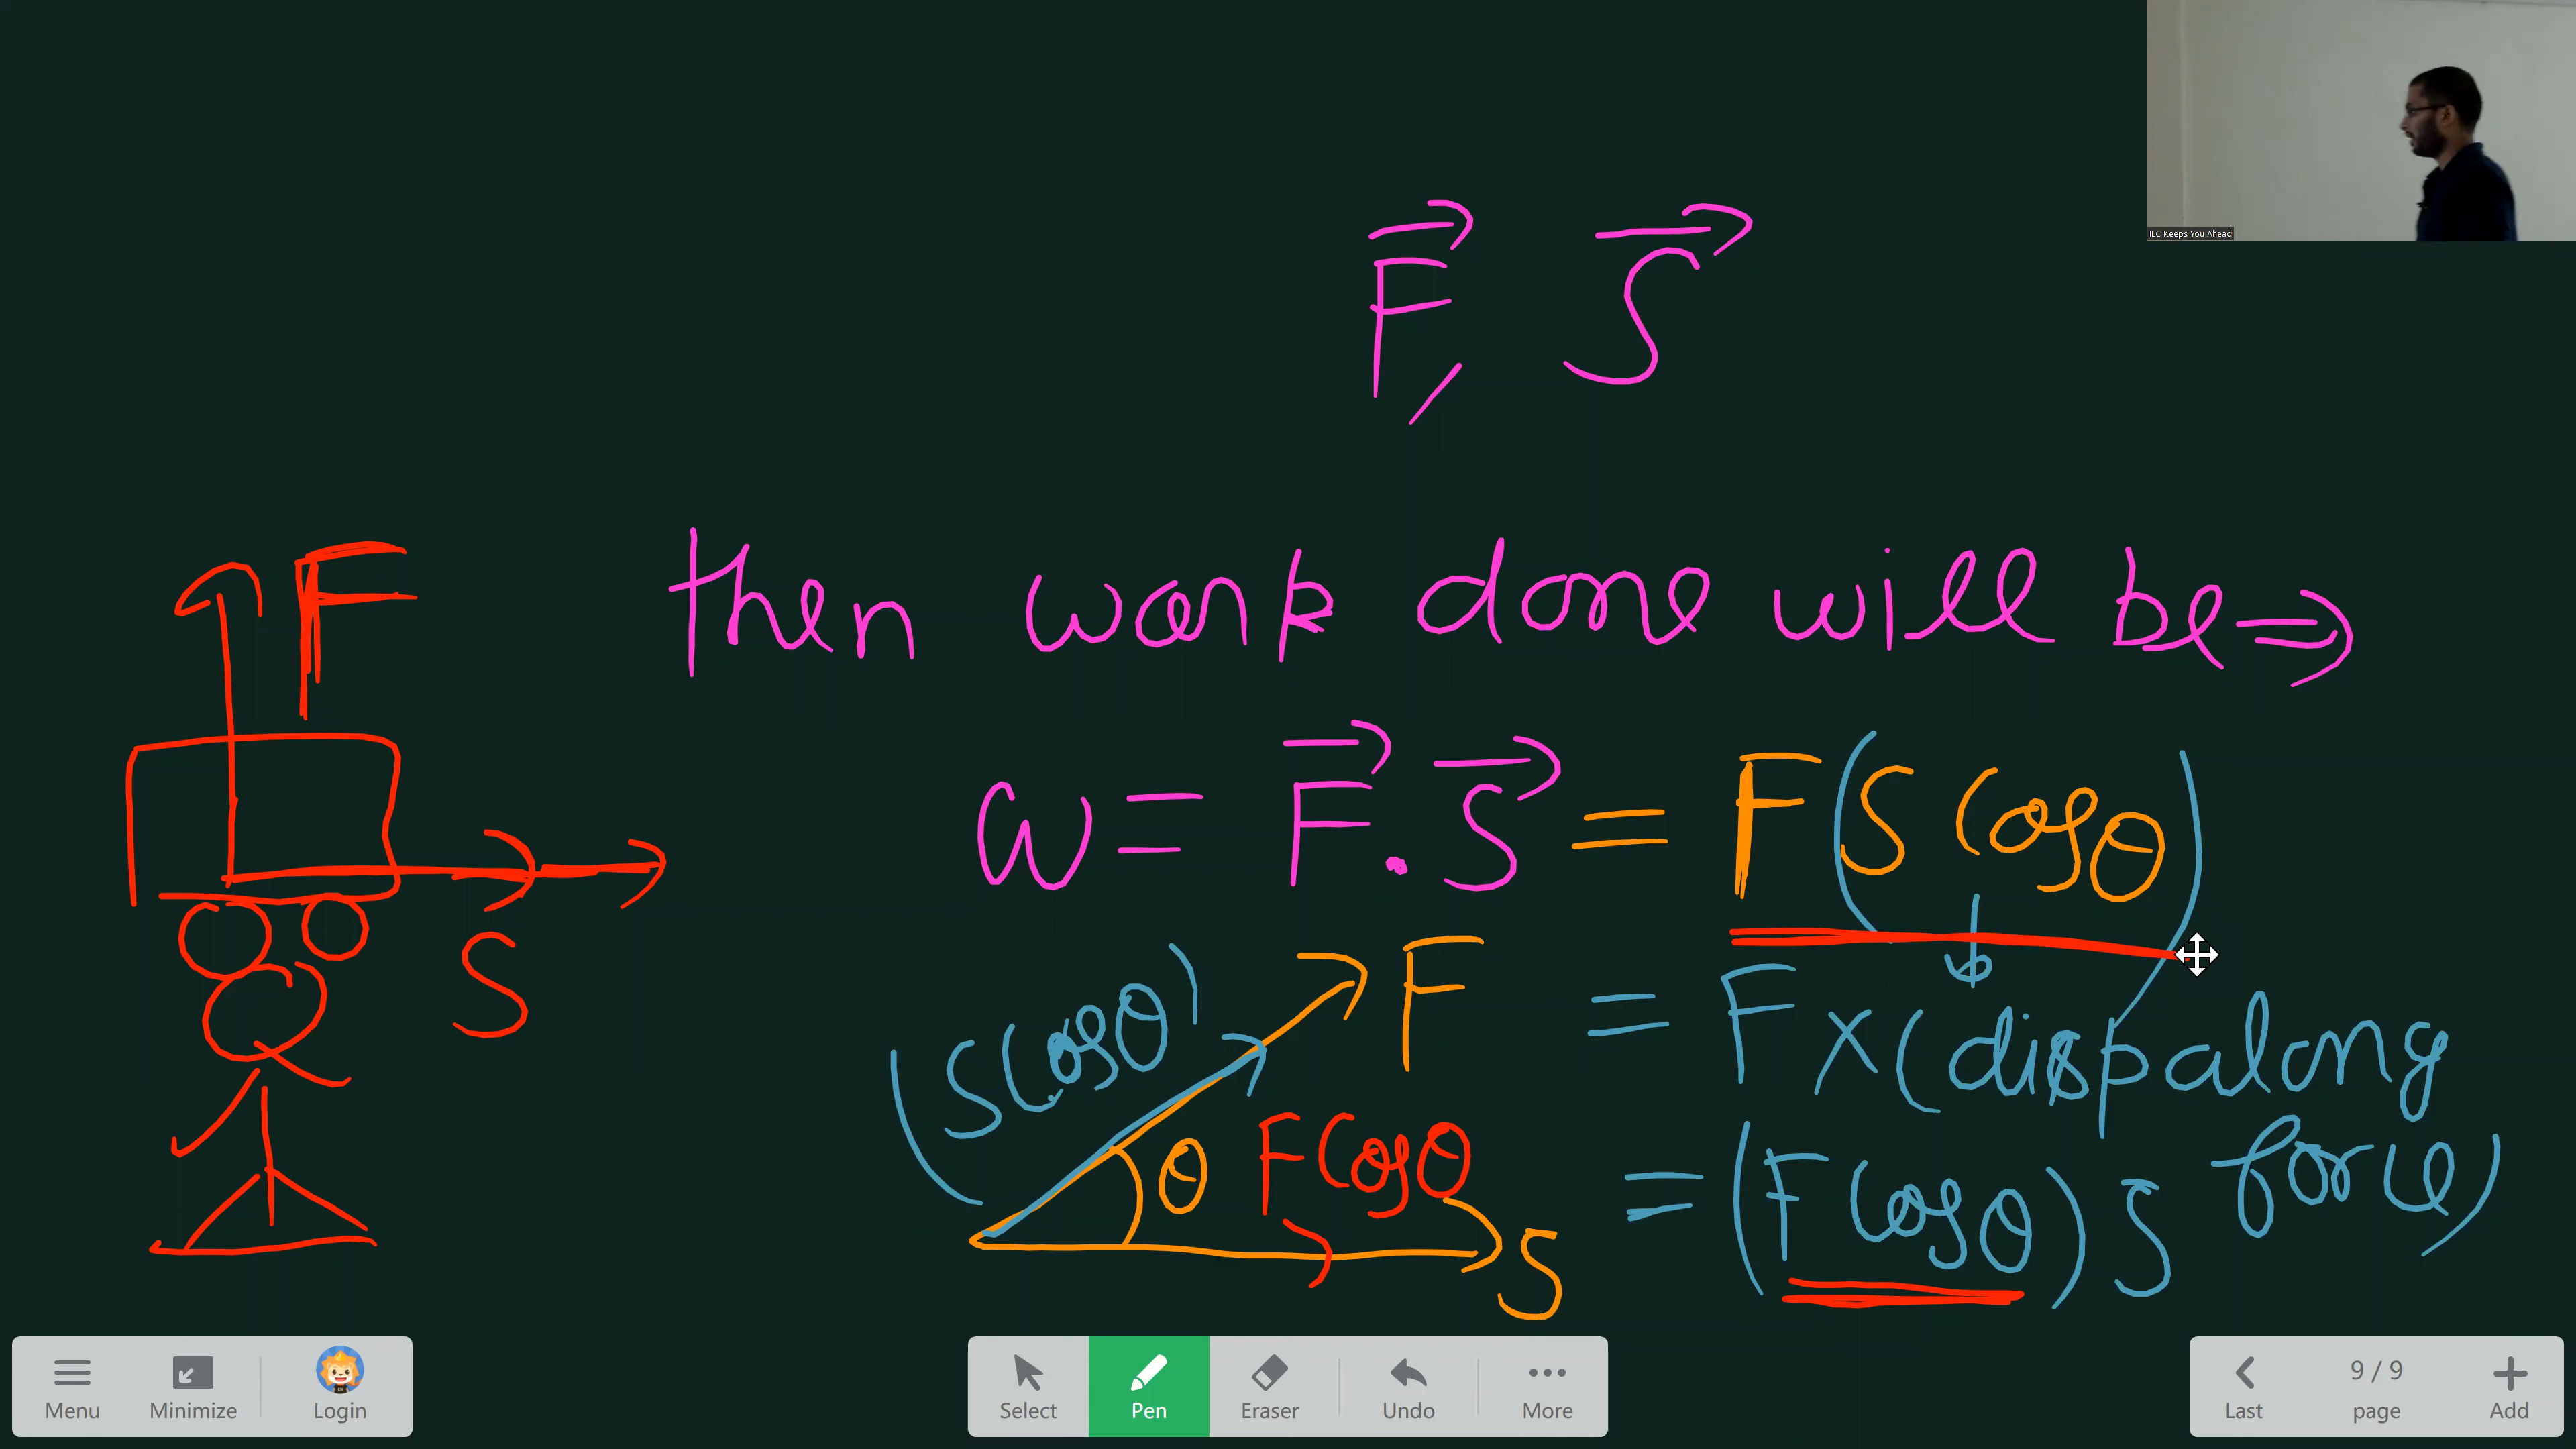 ILC Keeps You Ahead
F, S
F
then work done will be ⇒
W = F . S = F (S Cosθ)
S
F
S Cosθ
= F x (disp along force)
θ
F Cosθ
S
= (F Cosθ) S
Menu
Minimize
Login
Select
Pen
Eraser
Undo
More
Last
9 / 9
page
Add